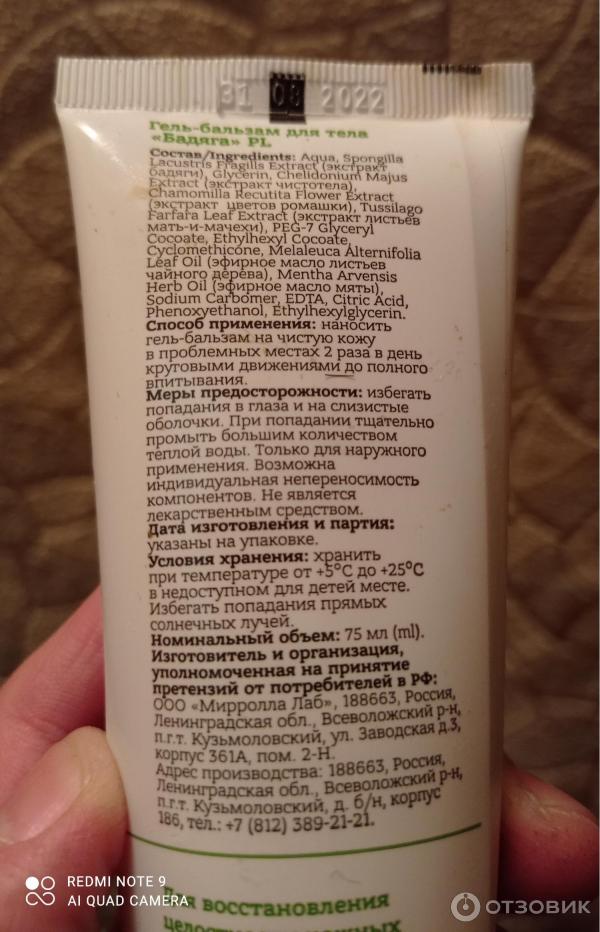 31 08 2022
Гель-бальзам для тела
«Бадяга» PL
Состав/Ingredients: Aqua, Spongilla
Lacustris Fragilis Extract (экстракт
бадяги), Glycerin, Chelidonium Majus
Extract (экстракт чистотела),
Chamomilla Recutita Flower Extract
(экстракт цветов ромашки), Tussilago
Farfara Leaf Extract (экстракт листьев
мать-и-мачехи), PEG-7 Glyceryl
Cocoate, Ethylhexyl Cocoate,
Cyclomethicone, Melaleuca Alternifolia
Leaf Oil (эфирное масло листьев
чайного дерева), Mentha Arvensis
Herb Oil (эфирное масло мяты),
Sodium Carbomer, EDTA, Citric Acid,
Phenoxyethanol, Ethylhexylglycerin.
Способ применения: наносить
гель-бальзам на чистую кожу
в проблемных местах 2 раза в день
круговыми движениями до полного
впитывания.
Меры предосторожности: избегать
попадания в глаза и на слизистые
оболочки. При попадании тщательно
промыть большим количеством
теплой воды. Только для наружного
применения. Возможна
индивидуальная непереносимость
компонентов. Не является
лекарственным средством.
Дата изготовления и партия:
указаны на упаковке.
Условия хранения: хранить
при температуре от +5°C до +25°C
в недоступном для детей месте.
Избегать попадания прямых
солнечных лучей.
Номинальный объем: 75 мл (ml).
Изготовитель и организация,
уполномоченная на принятие
претензий от потребителей в РФ:
ООО «Мирролла Лаб», 188663, Россия,
Ленинградская обл., Всеволожский р-н,
п.г.т. Кузьмоловский, ул. Заводская д.3,
корпус 361А, пом. 2-Н.
Адрес производства: 188663, Россия,
Ленинградская обл., Всеволожский р-н,
п.г.т. Кузьмоловский, д. б/н, корпус
186, тел.: +7 (812) 389-21-21.
Для восстановления
REDMI NOTE 9
AI QUAD CAMERA
ОТЗОВИК